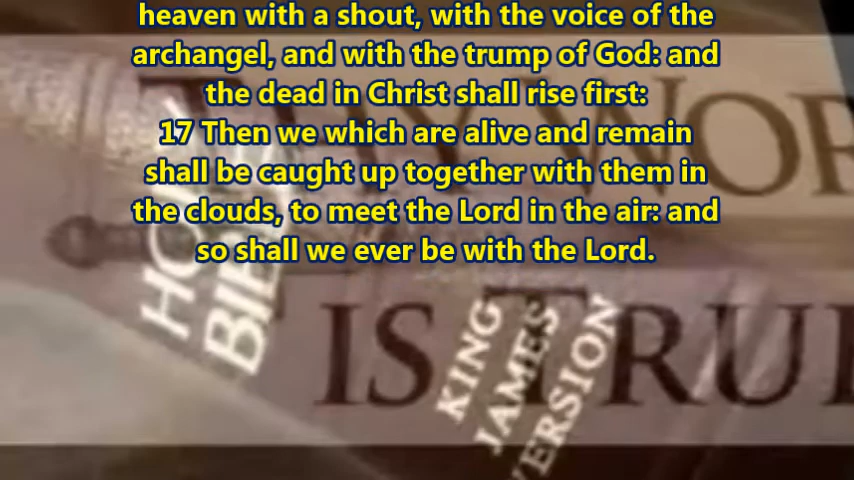 heaven with a shout, with the voice of the
archangel, and with the trump of God: and
the dead in Christ shall rise first:
17 Then we which are alive and remain
shall be caught up together with them in
the clouds, to meet the Lord in the air: and
so shall we ever be with the Lord.
HOLY
BIBLE
IS TRU
KING
JAMES
VERSION